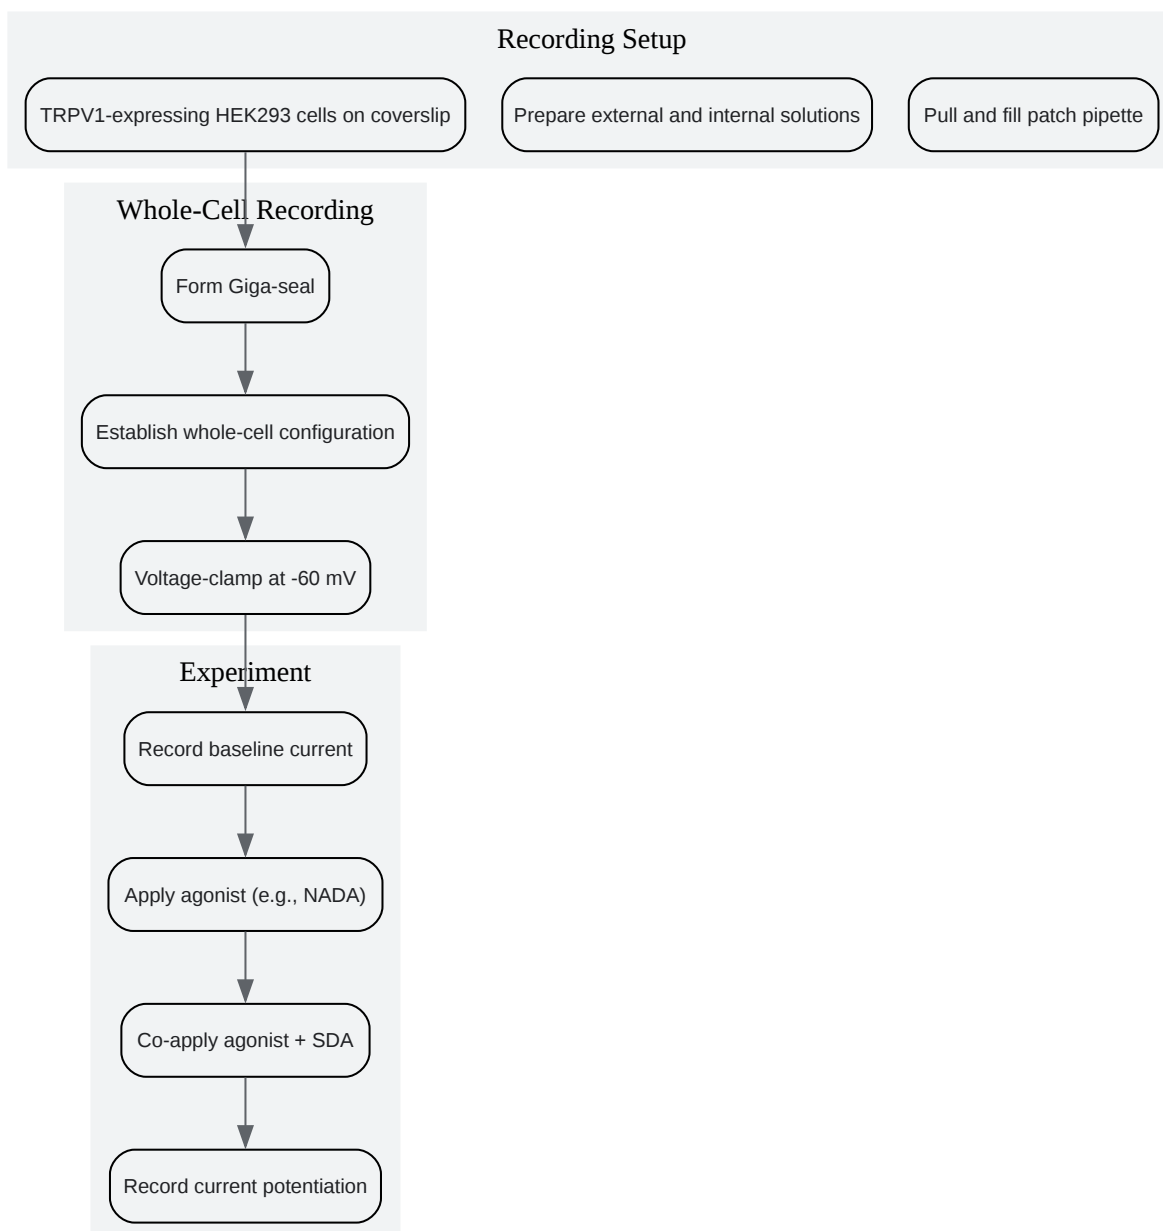 Recording Setup
TRPV1-expressing HEK293 cells on coverslip
Prepare external and internal solutions
Pull and fill patch pipette
Whole-Cell Recording
Form Giga-seal
Establish whole-cell configuration
Voltage-clamp at -60 mV
Experiment
Record baseline current
Apply agonist (e.g., NADA)
Co-apply agonist + SDA
Record current potentiation